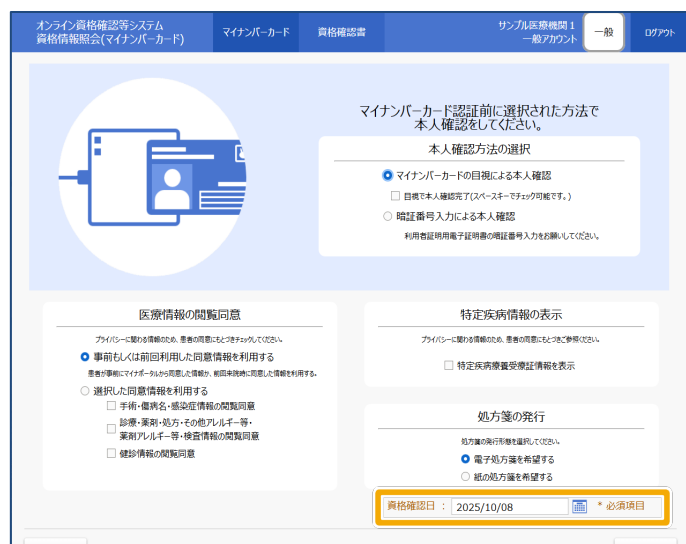 オンライン資格確認等システム
資格情報照会(マイナンバーカード)
マイナンバーカード
資格確認書
サンプル医療機関1
一般アカウント
一般
ログアウト
マイナンバーカード認証前に選択された方法で
本人確認をしてください。
本人確認方法の選択
マイナンバーカードの目視による本人確認
目視で本人確認完了(スペースキーでチェック可能です。)
暗証番号入力による本人確認
利用者証明用電子証明書の暗証番号入力をお願いしてください。
医療情報の閲覧同意
プライバシーに関わる情報のため、患者の同意にもとづきチェックしてください。
事前もしくは前回利用した同意情報を利用する
患者が事前にマイナポータルから同意した情報か、前回来院時に同意した情報を利用する。
選択した同意情報を利用する
手術・傷病名・感染症情報の閲覧同意
診療・薬剤・処方・その他アレルギー等・
薬剤アレルギー等・検査情報の閲覧同意
健診情報の閲覧同意
特定疾病情報の表示
プライバシーに関わる情報のため、患者の同意にもとづきご参照ください。
特定疾病療養受療証情報を表示
処方箋の発行
処方箋の発行形態を選択してください。
電子処方箋を希望する
紙の処方箋を希望する
資格確認日 : 2025/10/08 * 必須項目